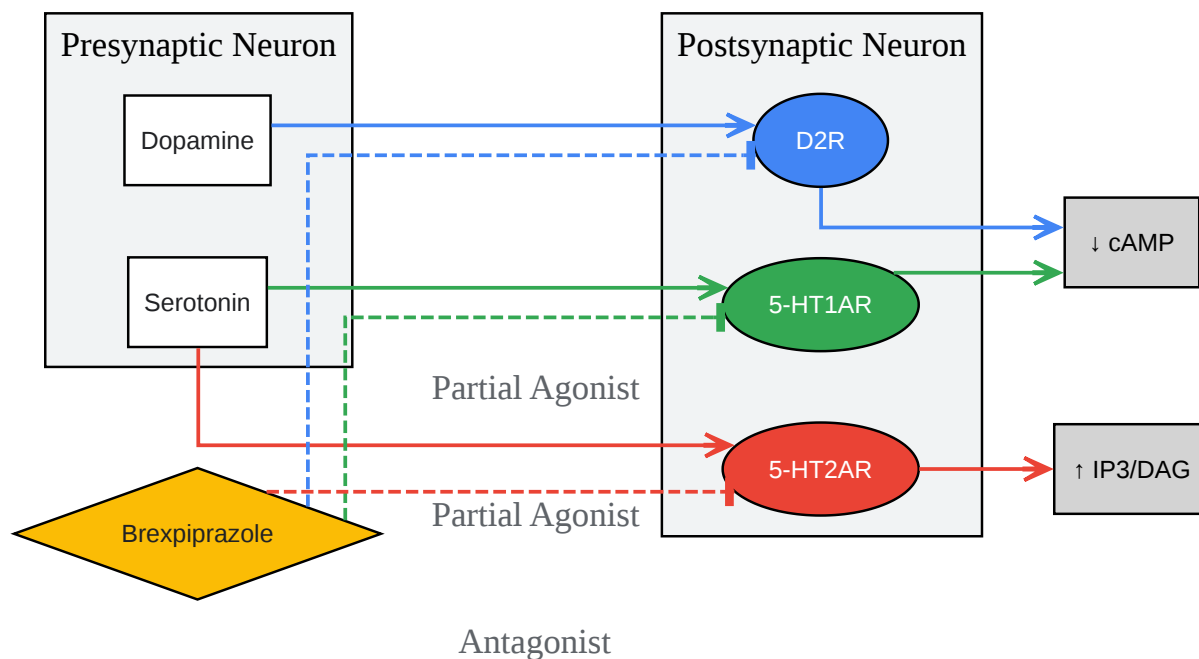 Presynaptic Neuron
Postsynaptic Neuron
Dopamine
D2R
↓ cAMP
Serotonin
5-HT1AR
Partial Agonist
5-HT2AR
↑ IP3/DAG
Partial Agonist
Brexpiprazole
Antagonist